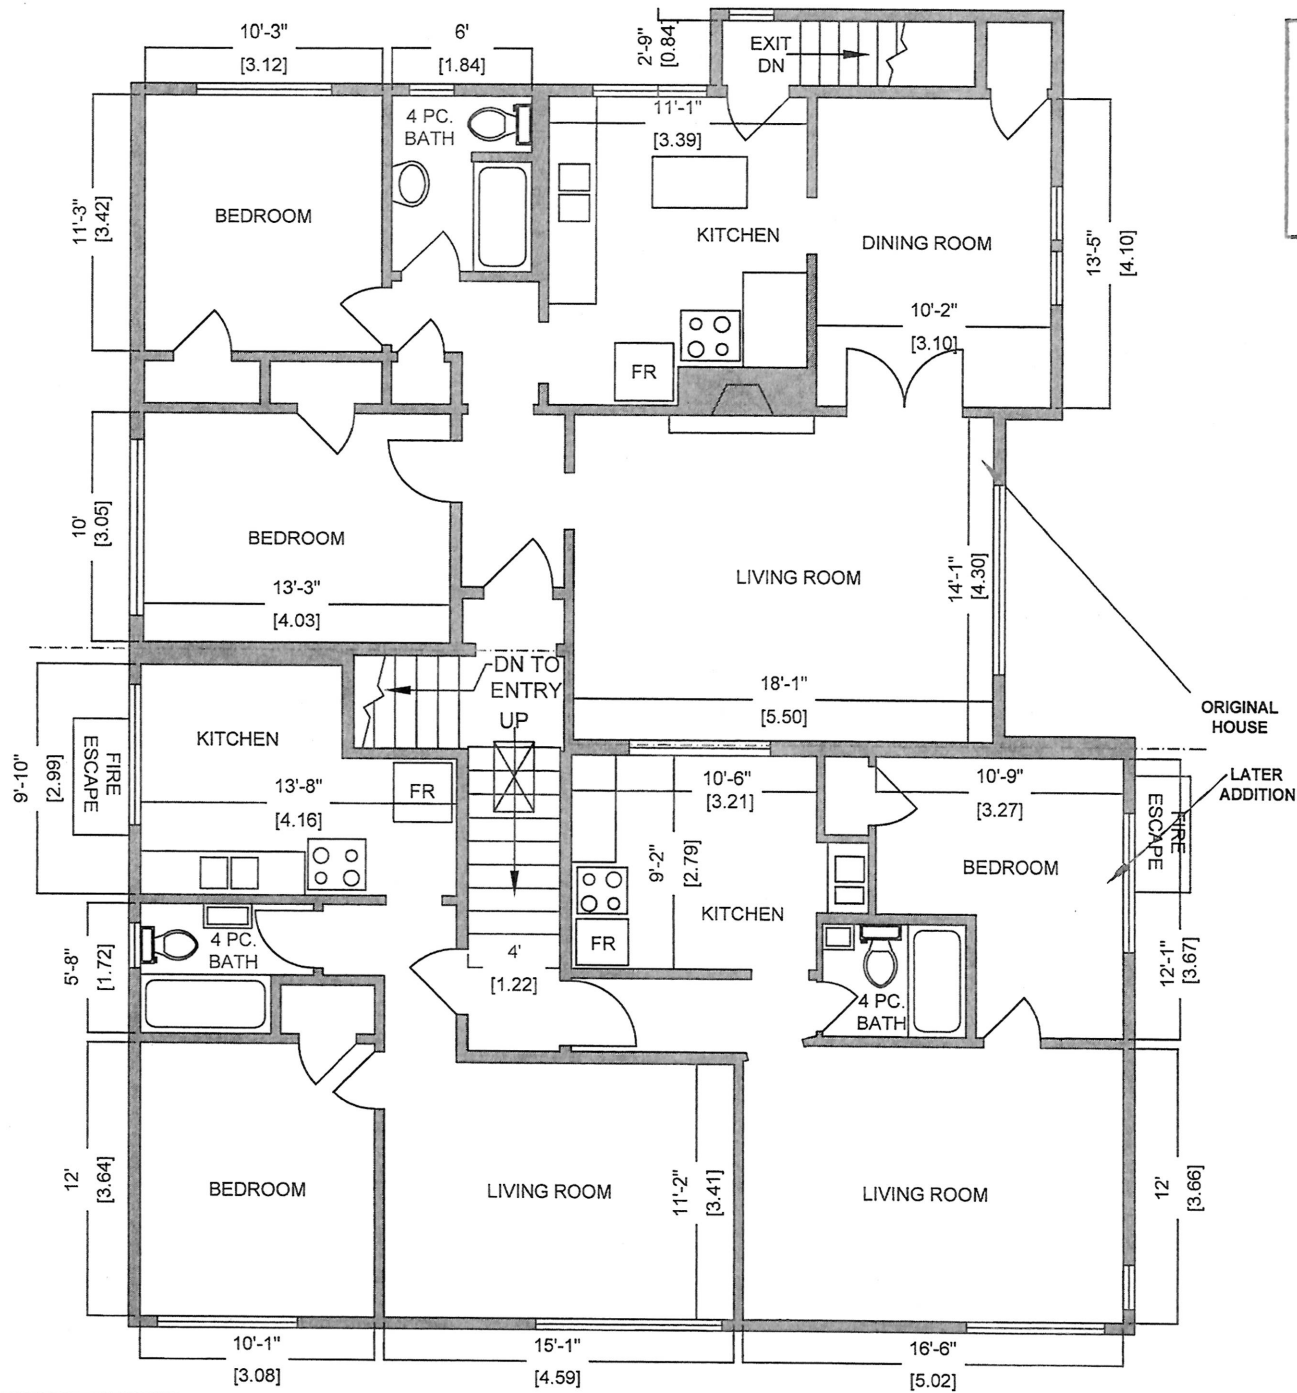 10'-3"
[3.12]
6'
[1.84]
2'-9"
[0.84]
EXIT
DN
4 PC.
BATH
11'-1"
[3.39]
11'-3"
[3.42]
BEDROOM
KITCHEN
DINING ROOM
13'-5"
[4.10]
10'-2"
[3.10]
FR
10'
[3.05]
BEDROOM
13'-3"
[4.03]
LIVING ROOM
14'-1"
[4.30]
18'-1"
[5.50]
DN TO
ENTRY
UP
ORIGINAL
HOUSE
9'-10"
[2.99]
FIRE
ESCAPE
KITCHEN
13'-8"
[4.16]
FR
10'-6"
[3.21]
9'-2"
[2.79]
KITCHEN
FR
10'-9"
[3.27]
BEDROOM
FIRE
ESCAPE
LATER
ADDITION
5'-8"
[1.72]
4 PC.
BATH
4'
[1.22]
4 PC.
BATH
12'-1"
[3.67]
12'
[3.64]
BEDROOM
LIVING ROOM
11'-2"
[3.41]
LIVING ROOM
12'
[3.66]
10'-1"
[3.08]
15'-1"
[4.59]
16'-6"
[5.02]